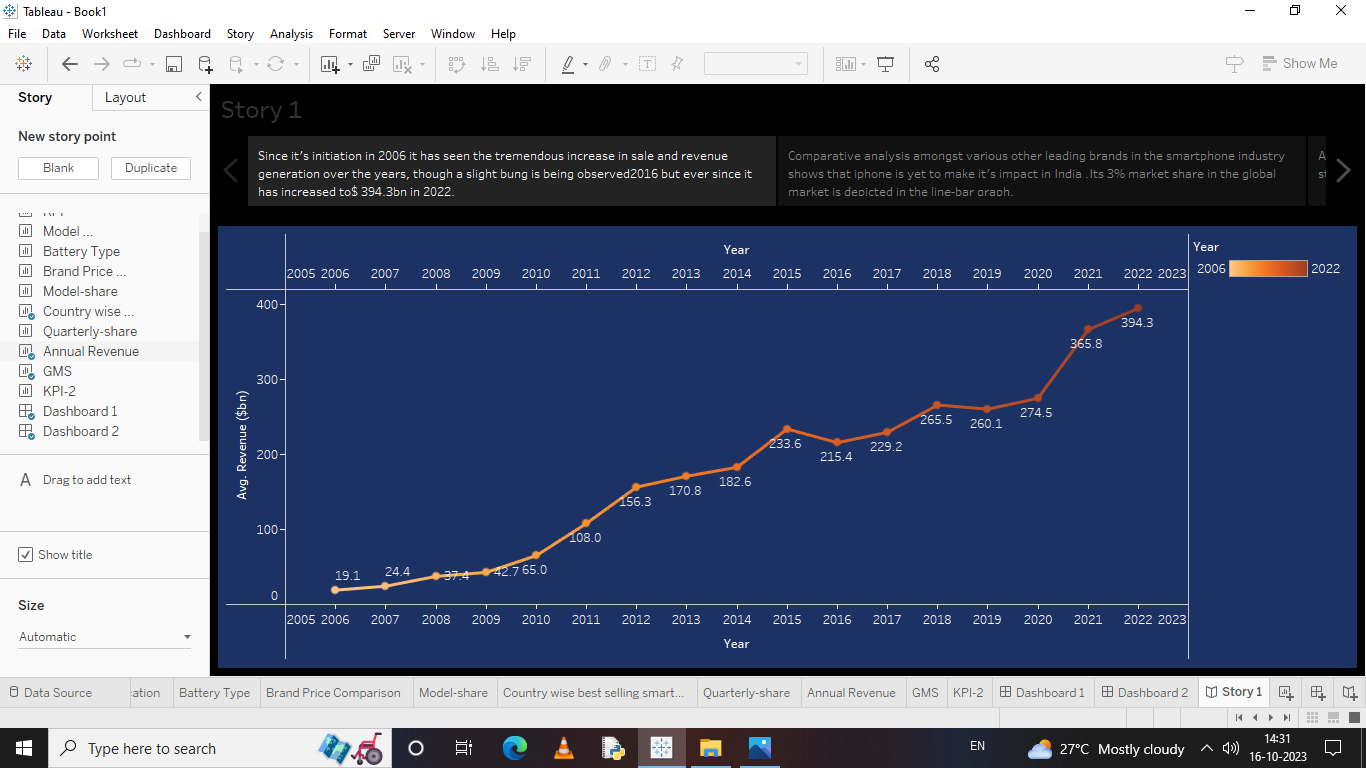 Tableau - Book1
File Data Worksheet Dashboard Story Analysis Format Server Window Help
Show Me
Story Layout
New story point
Blank Duplicate
Model ...
Battery Type
Brand Price ...
Model-share
Country wise ...
Quarterly-share
Annual Revenue
GMS
KPI-2
Dashboard 1
Dashboard 2
A Drag to add text
Show title
Size
Automatic
Story 1
Since it's initiation in 2006 it has seen the tremendous increase in sale and revenue
generation over the years, though a slight bung is being observed2016 but ever since it
has increased to$ 394.3bn in 2022.
Comparative analysis amongst various other leading brands in the smartphone industry
shows that iphone is yet to make it's impact in India .Its 3% market share in the global
market is depicted in the line-bar graph.
A
st
Year
2005 2006 2007 2008 2009 2010 2011 2012 2013 2014 2015 2016 2017 2018 2019 2020 2021 2022 2023
Avg. Revenue ($bn)
400
300
200
100
0
19.1 24.4 37.4 42.7 65.0 108.0 156.3 170.8 182.6 233.6 215.4 229.2 265.5 260.1 274.5 365.8 394.3
2005 2006 2007 2008 2009 2010 2011 2012 2013 2014 2015 2016 2017 2018 2019 2020 2021 2022 2023
Year
Year
2006 2022
Data Source ation Battery Type Brand Price Comparison Model-share Country wise best selling smart... Quarterly-share Annual Revenue GMS KPI-2 Dashboard 1 Dashboard 2 Story 1
Type here to search
EN
27°C Mostly cloudy
14:31
16-10-2023